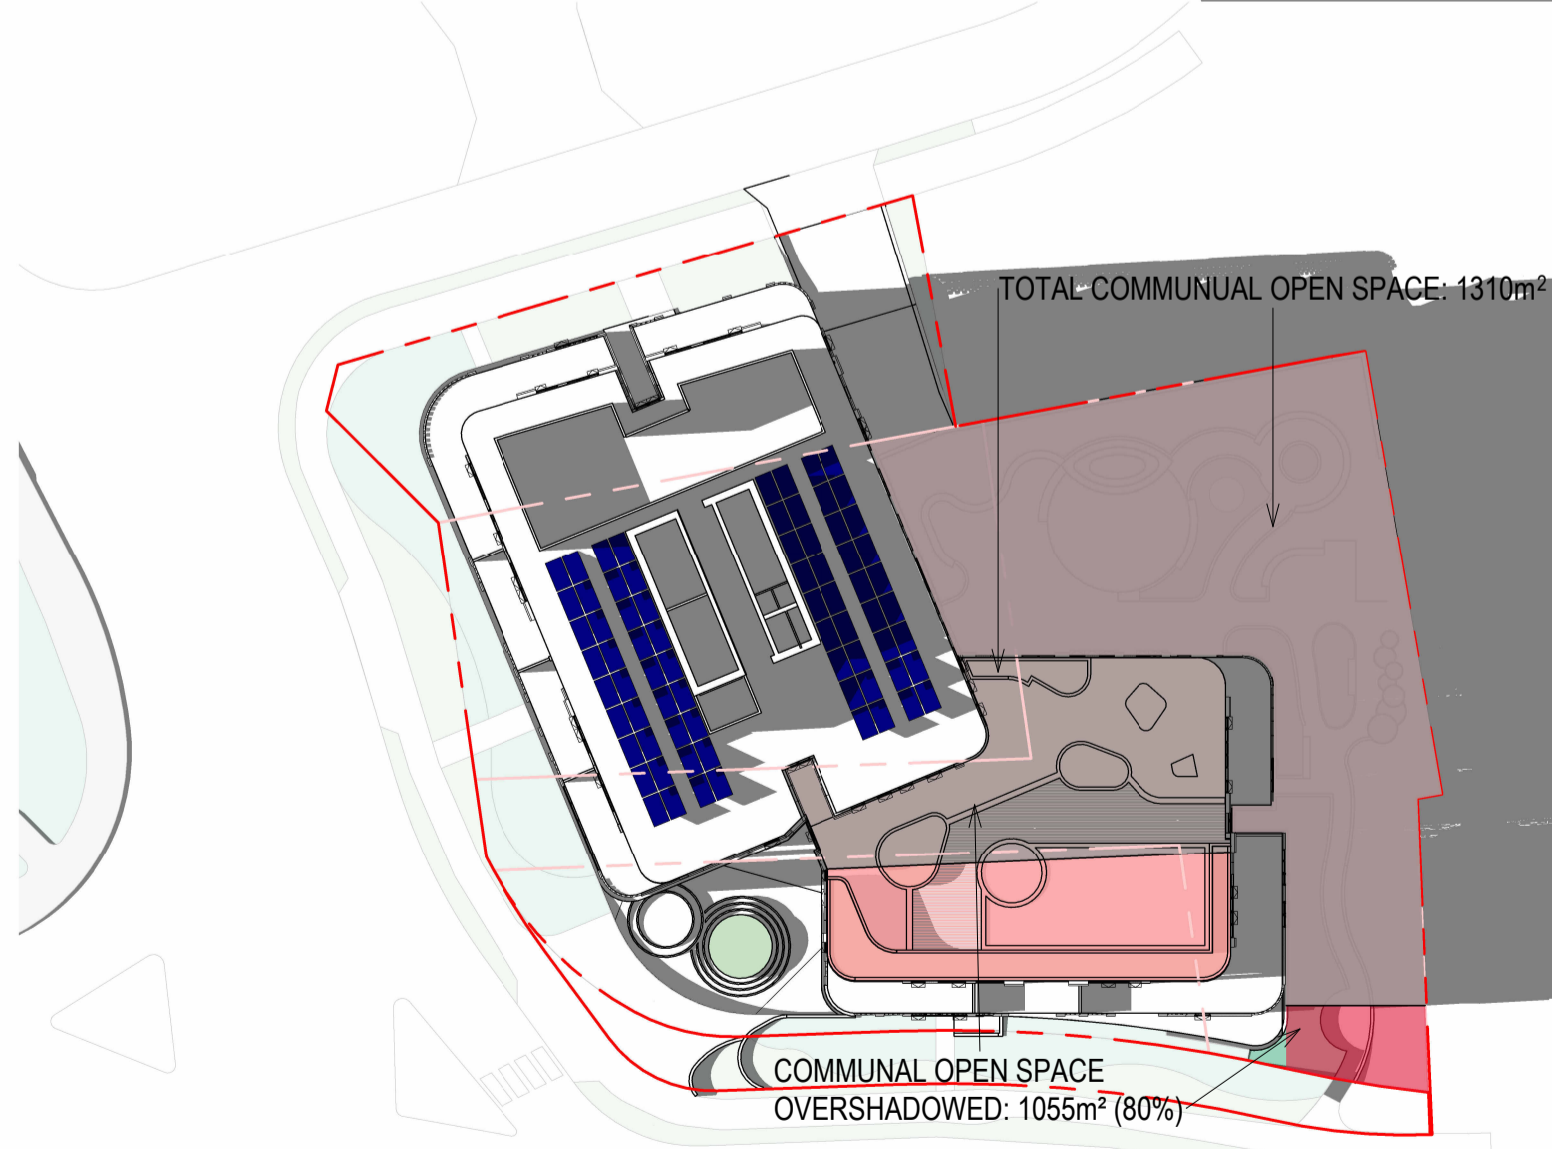 TOTAL COMMUNUAL OPEN SPACE: 1310m²
COMMUNAL OPEN SPACE
OVERSHADOWED: 1055m² (80%)